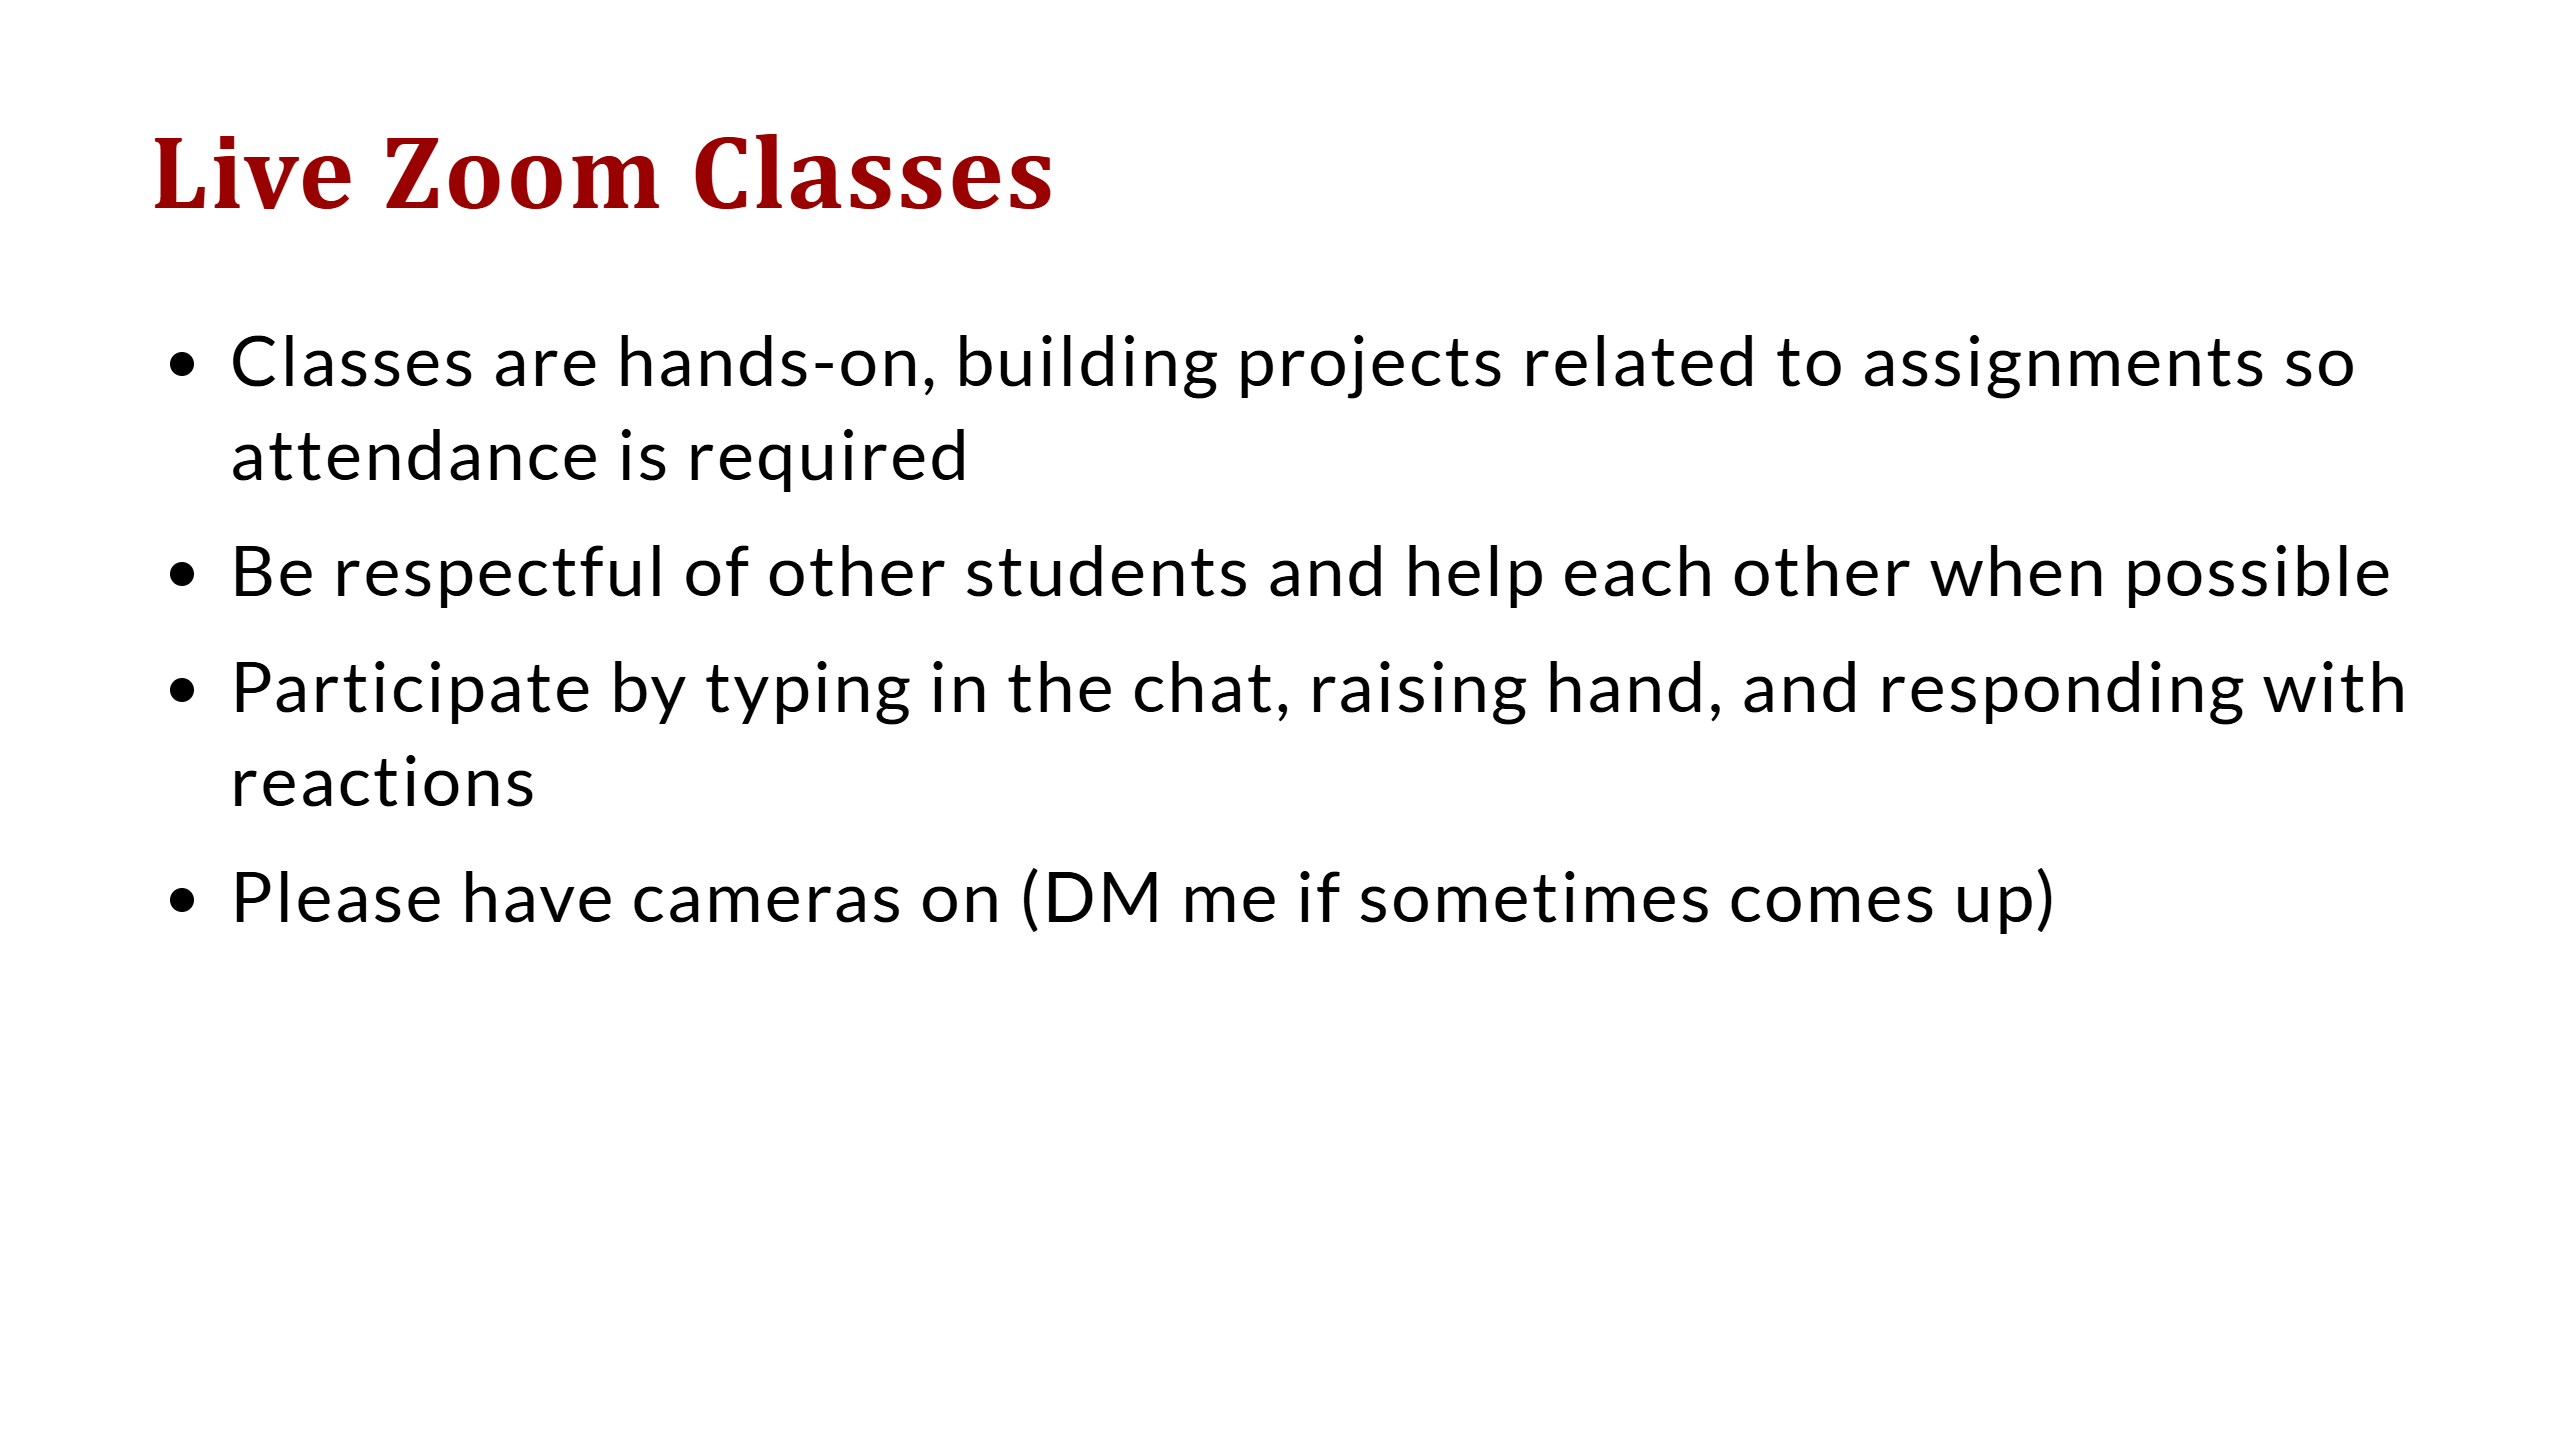 Live Zoom Classes
• Classes are hands-on, building projects related to assignments so
attendance is required
• Be respectful of other students and help each other when possible
• Participate by typing in the chat, raising hand, and responding with
reactions
• Please have cameras on (DM me if sometimes comes up)